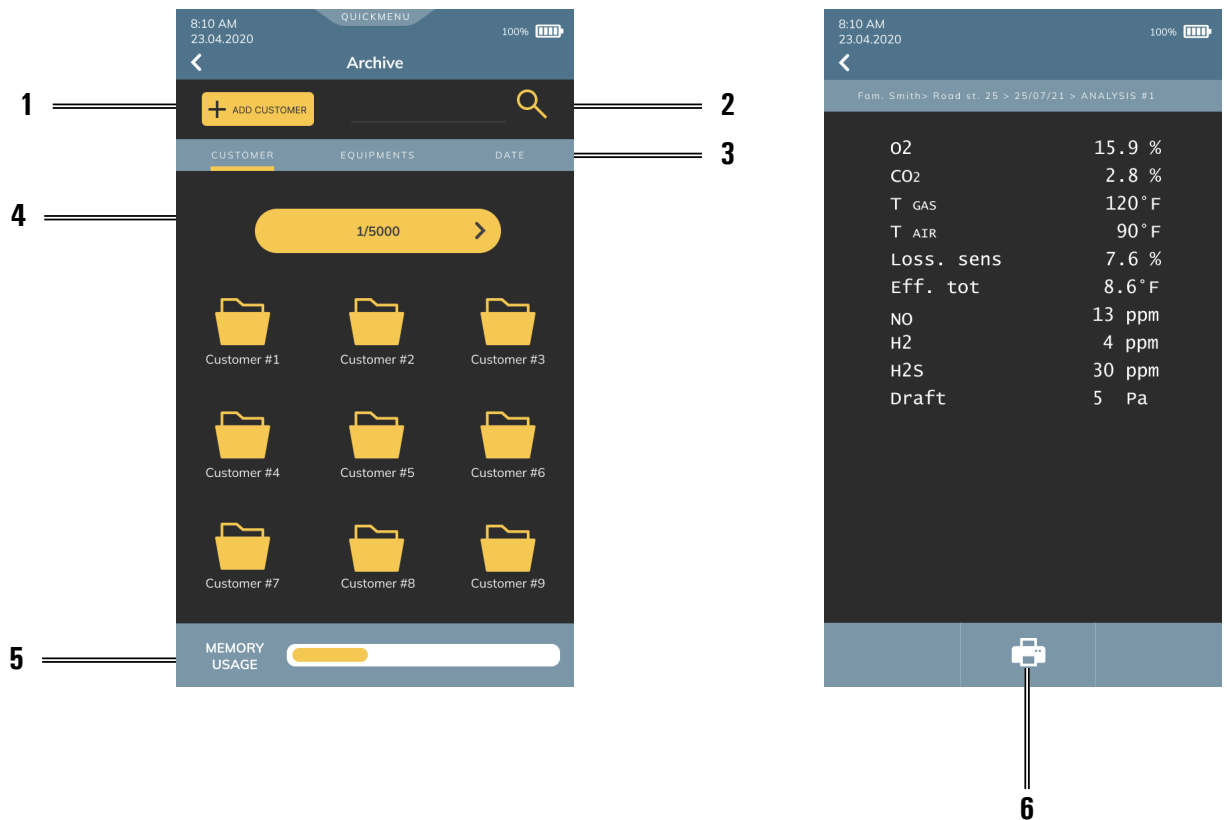 8:10 AM
23.04.2020
QUICKMENU
100%
Archive
1
ADD CUSTOMER
2
CUSTOMER EQUIPMENTS DATE
3
4
1/5000
Customer #1 Customer #2 Customer #3
Customer #4 Customer #5 Customer #6
Customer #7 Customer #8 Customer #9
5
MEMORY
USAGE
8:10 AM
23.04.2020
100%
Fam. Smith> Road st. 25 > 25/07/21 > ANALYSIS #1
O2 15.9 %
CO2 2.8 %
T GAS 120°F
T AIR 90°F
Loss. sens 7.6 %
Eff. tot 8.6°F
NO 13 ppm
H2 4 ppm
H2S 30 ppm
Draft 5 Pa
6